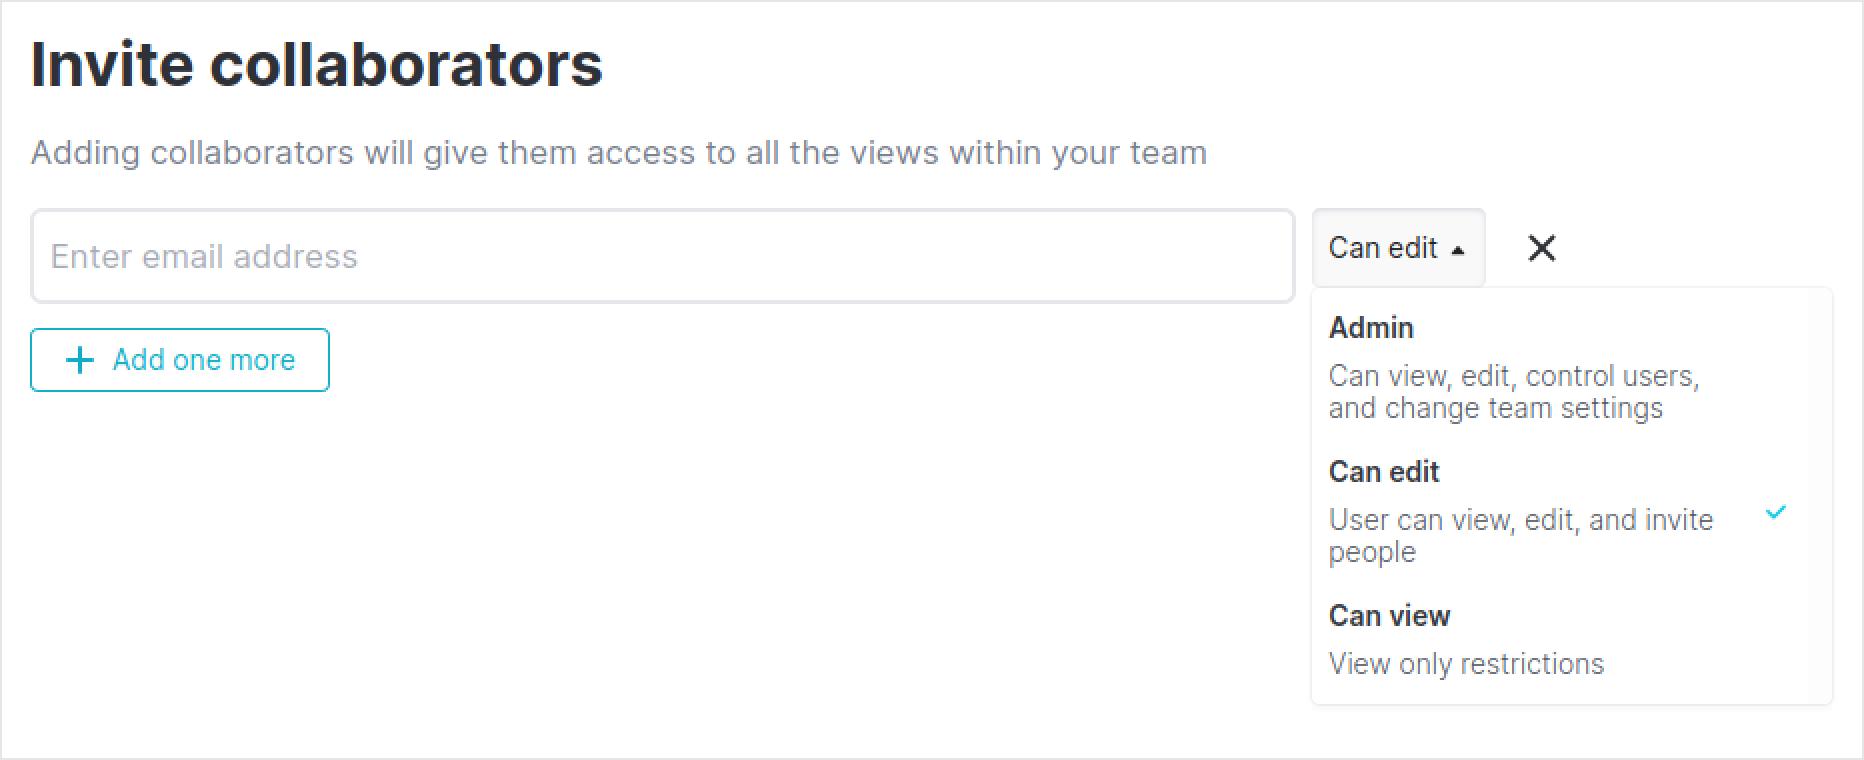 Invite collaborators
Adding collaborators will give them access to all the views within your team
Enter email address
Can edit
Add one more
Admin
Can view, edit, control users,
and change team settings
Can edit
User can view, edit, and invite
people
Can view
View only restrictions